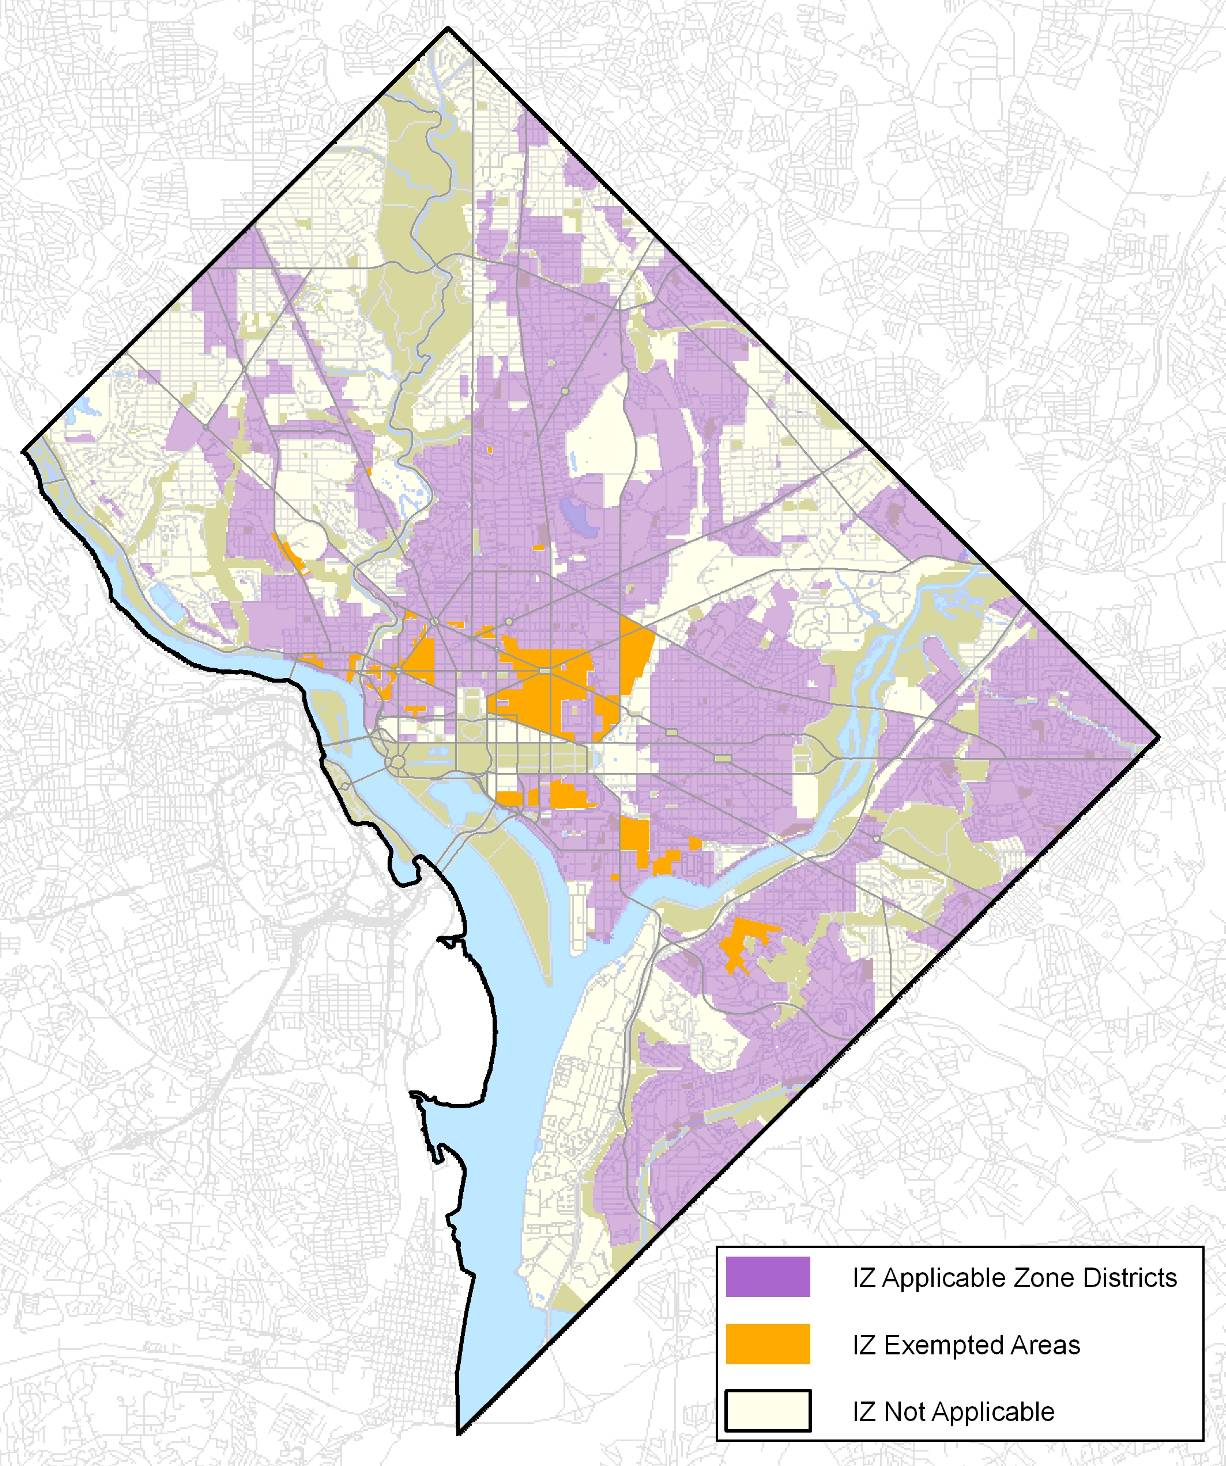 IZ Applicable Zone Districts
IZ Exempted Areas
IZ Not Applicable